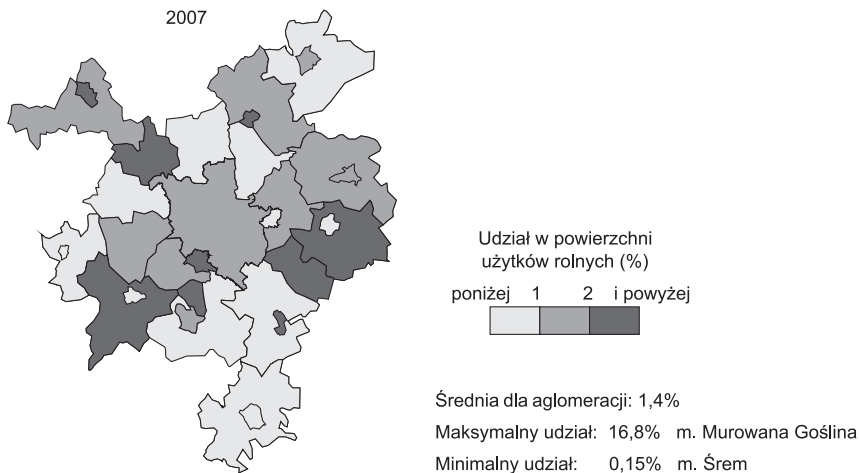 2007
Udział w powierzchni
użytków rolnych (%)
poniżej 1 2 i powyżej
Średnia dla aglomeracji: 1,4%
Maksymalny udział: 16,8% m. Murowana Goślina
Minimalny udział: 0,15% m. Śrem